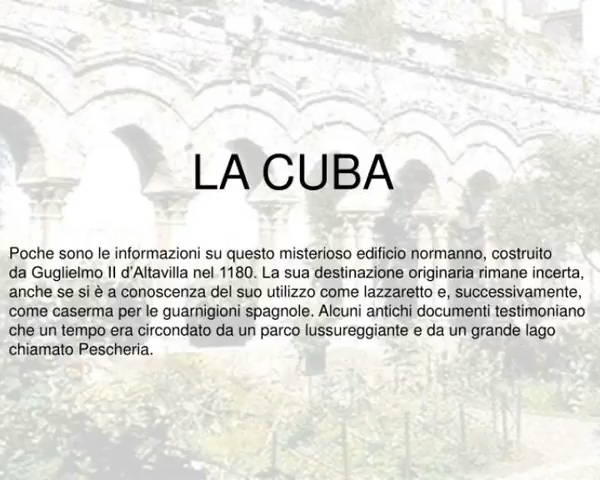 LA CUBA
Poche sono le informazioni su questo misterioso edificio normanno, costruito
da Guglielmo II d'Altavilla nel 1180. La sua destinazione originaria rimane incerta,
anche se si è a conoscenza del suo utilizzo come lazzaretto e, successivamente,
come caserma per le guarnigioni spagnole. Alcuni antichi documenti testimoniano
che un tempo era circondato da un parco lussureggiante e da un grande lago
chiamato Pescheria.